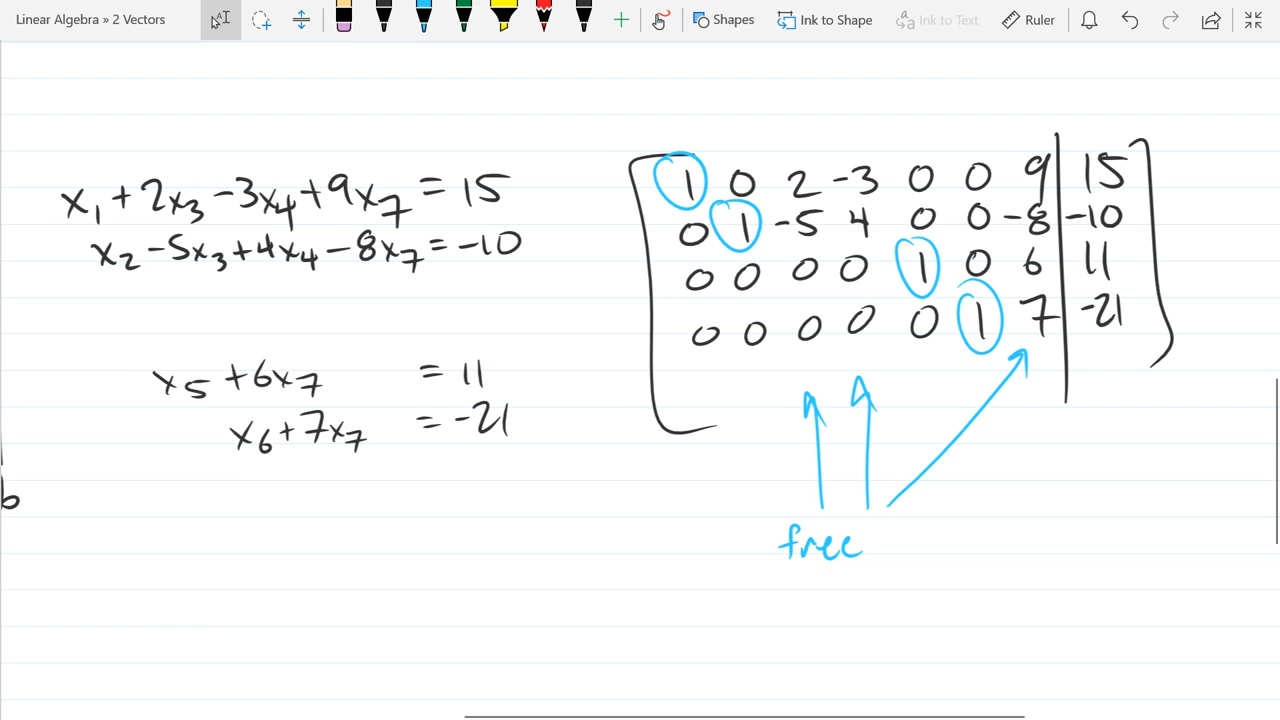 Linear Algebra » 2 Vectors
Shapes
Ink to Shape
Ink to Text
Ruler
x₁ + 2x₃ - 3x₄ + 9x₇ = 15
x₂ - 5x₃ + 4x₄ - 8x₇ = -10
x₅ + 6x₇ = 11
x₆ + 7x₇ = -21
b
1 0 2 -3 0 0 9 | 15
0 1 -5 4 0 0 -8 | -10
0 0 0 0 1 0 6 | 11
0 0 0 0 0 1 7 | -21
free